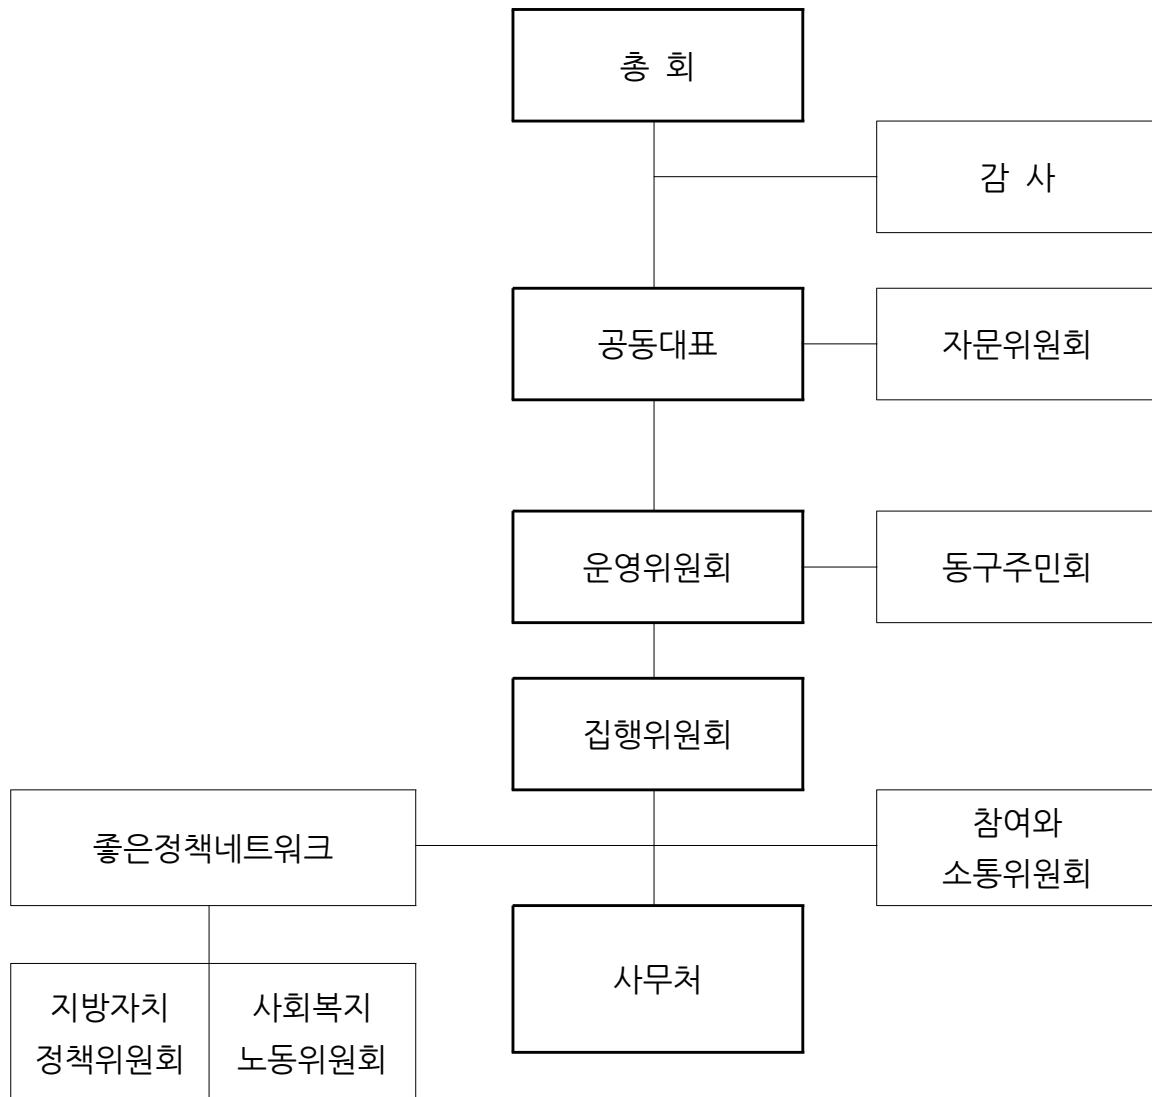 총 회
감 사
공동대표
자문위원회
운영위원회
동구주민회
집행위원회
좋은정책네트워크
참여와
소통위원회
사무처
지방자치
정책위원회
사회복지
노동위원회